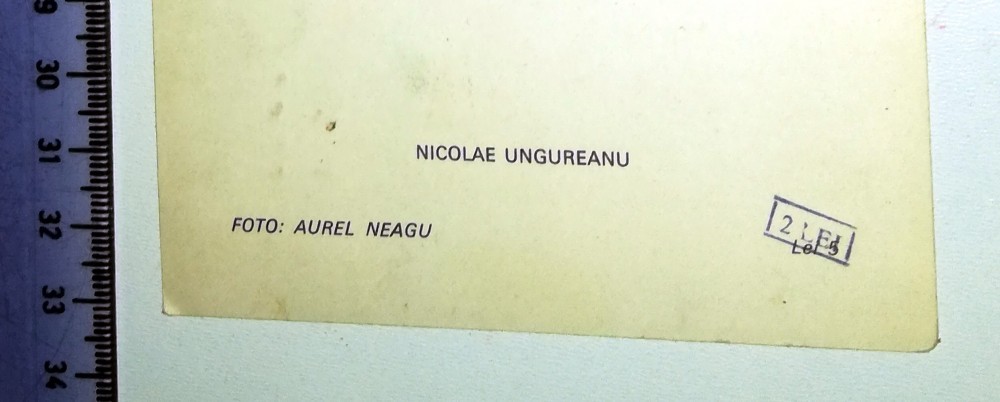 30
31
32
33
34
NICOLAE UNGUREANU
FOTO: AUREL NEAGU
2 LEI
Lei 5